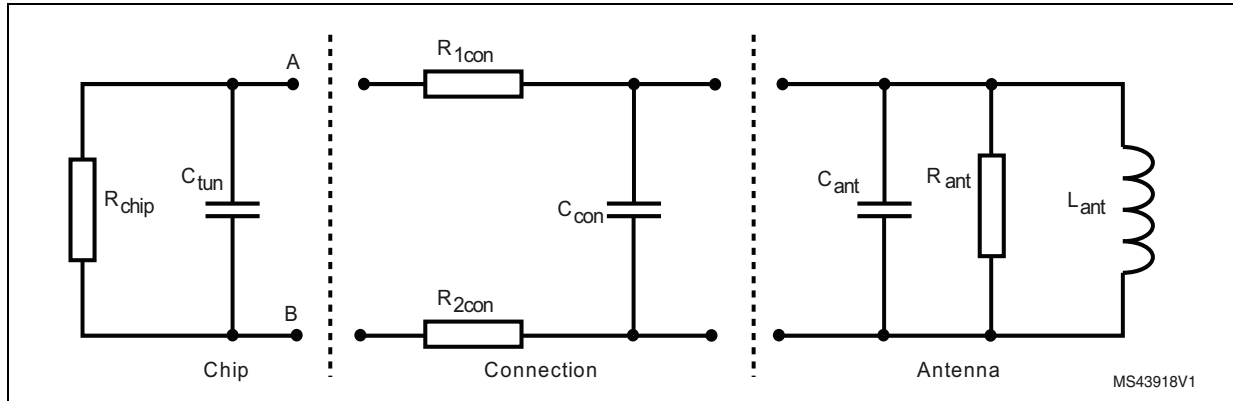 A
R1con
Rchip
Ctun
Ccon
Cant
Rant
Lant
B
R2con
Chip
Connection
Antenna
MS43918V1